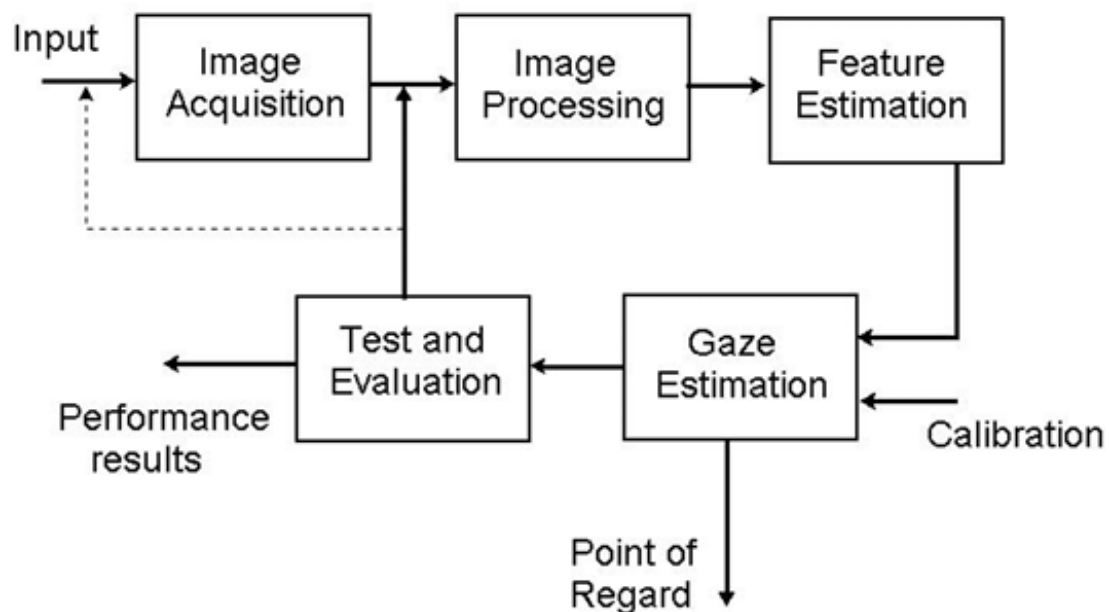 Input
Image
Acquisition
Image
Processing
Feature
Estimation
Test and
Evaluation
Gaze
Estimation
Performance
results
Calibration
Point of
Regard